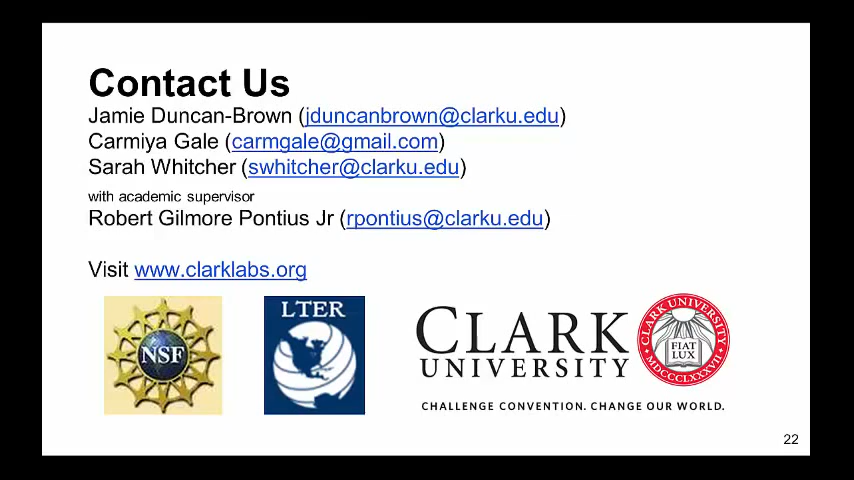 Contact Us
Jamie Duncan-Brown (jduncanbrown@clarku.edu)
Carmiya Gale (carmgale@gmail.com)
Sarah Whitcher (swhitcher@clarku.edu)
with academic supervisor
Robert Gilmore Pontius Jr (rpontius@clarku.edu)
Visit www.clarklabs.org
NSF
LTER
CLARK
UNIVERSITY
CLARK UNIVERSITY
FIAT
LUX
MDCCCLXXXVII
CHALLENGE CONVENTION. CHANGE OUR WORLD.
22